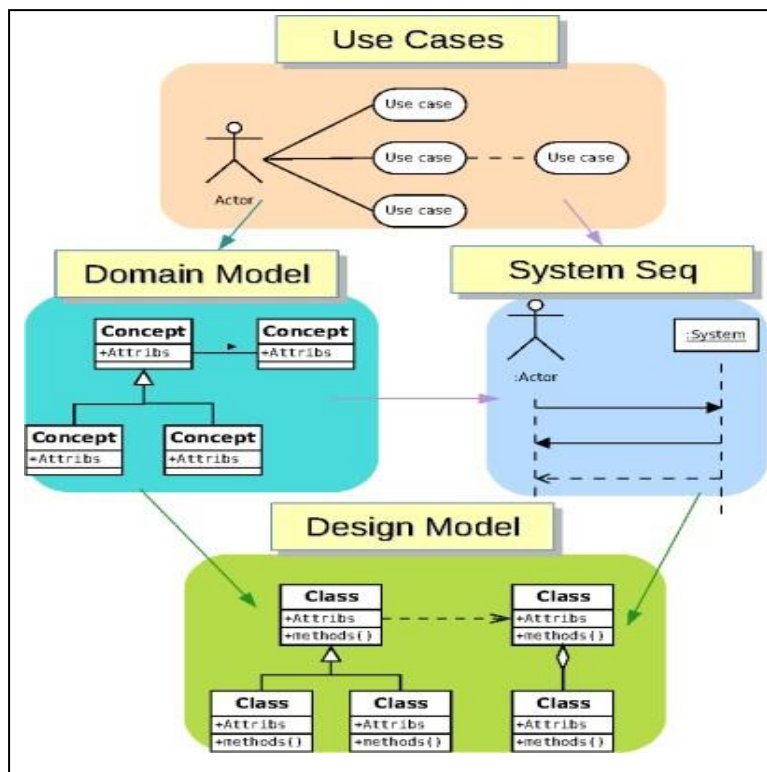 Use Cases
Use case
Use case
Use case
Use case
Actor
Domain Model
System Seq
Concept
+Attribs
Concept
+Attribs
Concept
+Attribs
Concept
+Attribs
:Actor
:System
Design Model
Class
+Attribs
+methods()
Class
+Attribs
+methods()
Class
+Attribs
+methods()
Class
+Attribs
+methods()
Class
+Attribs
+methods()